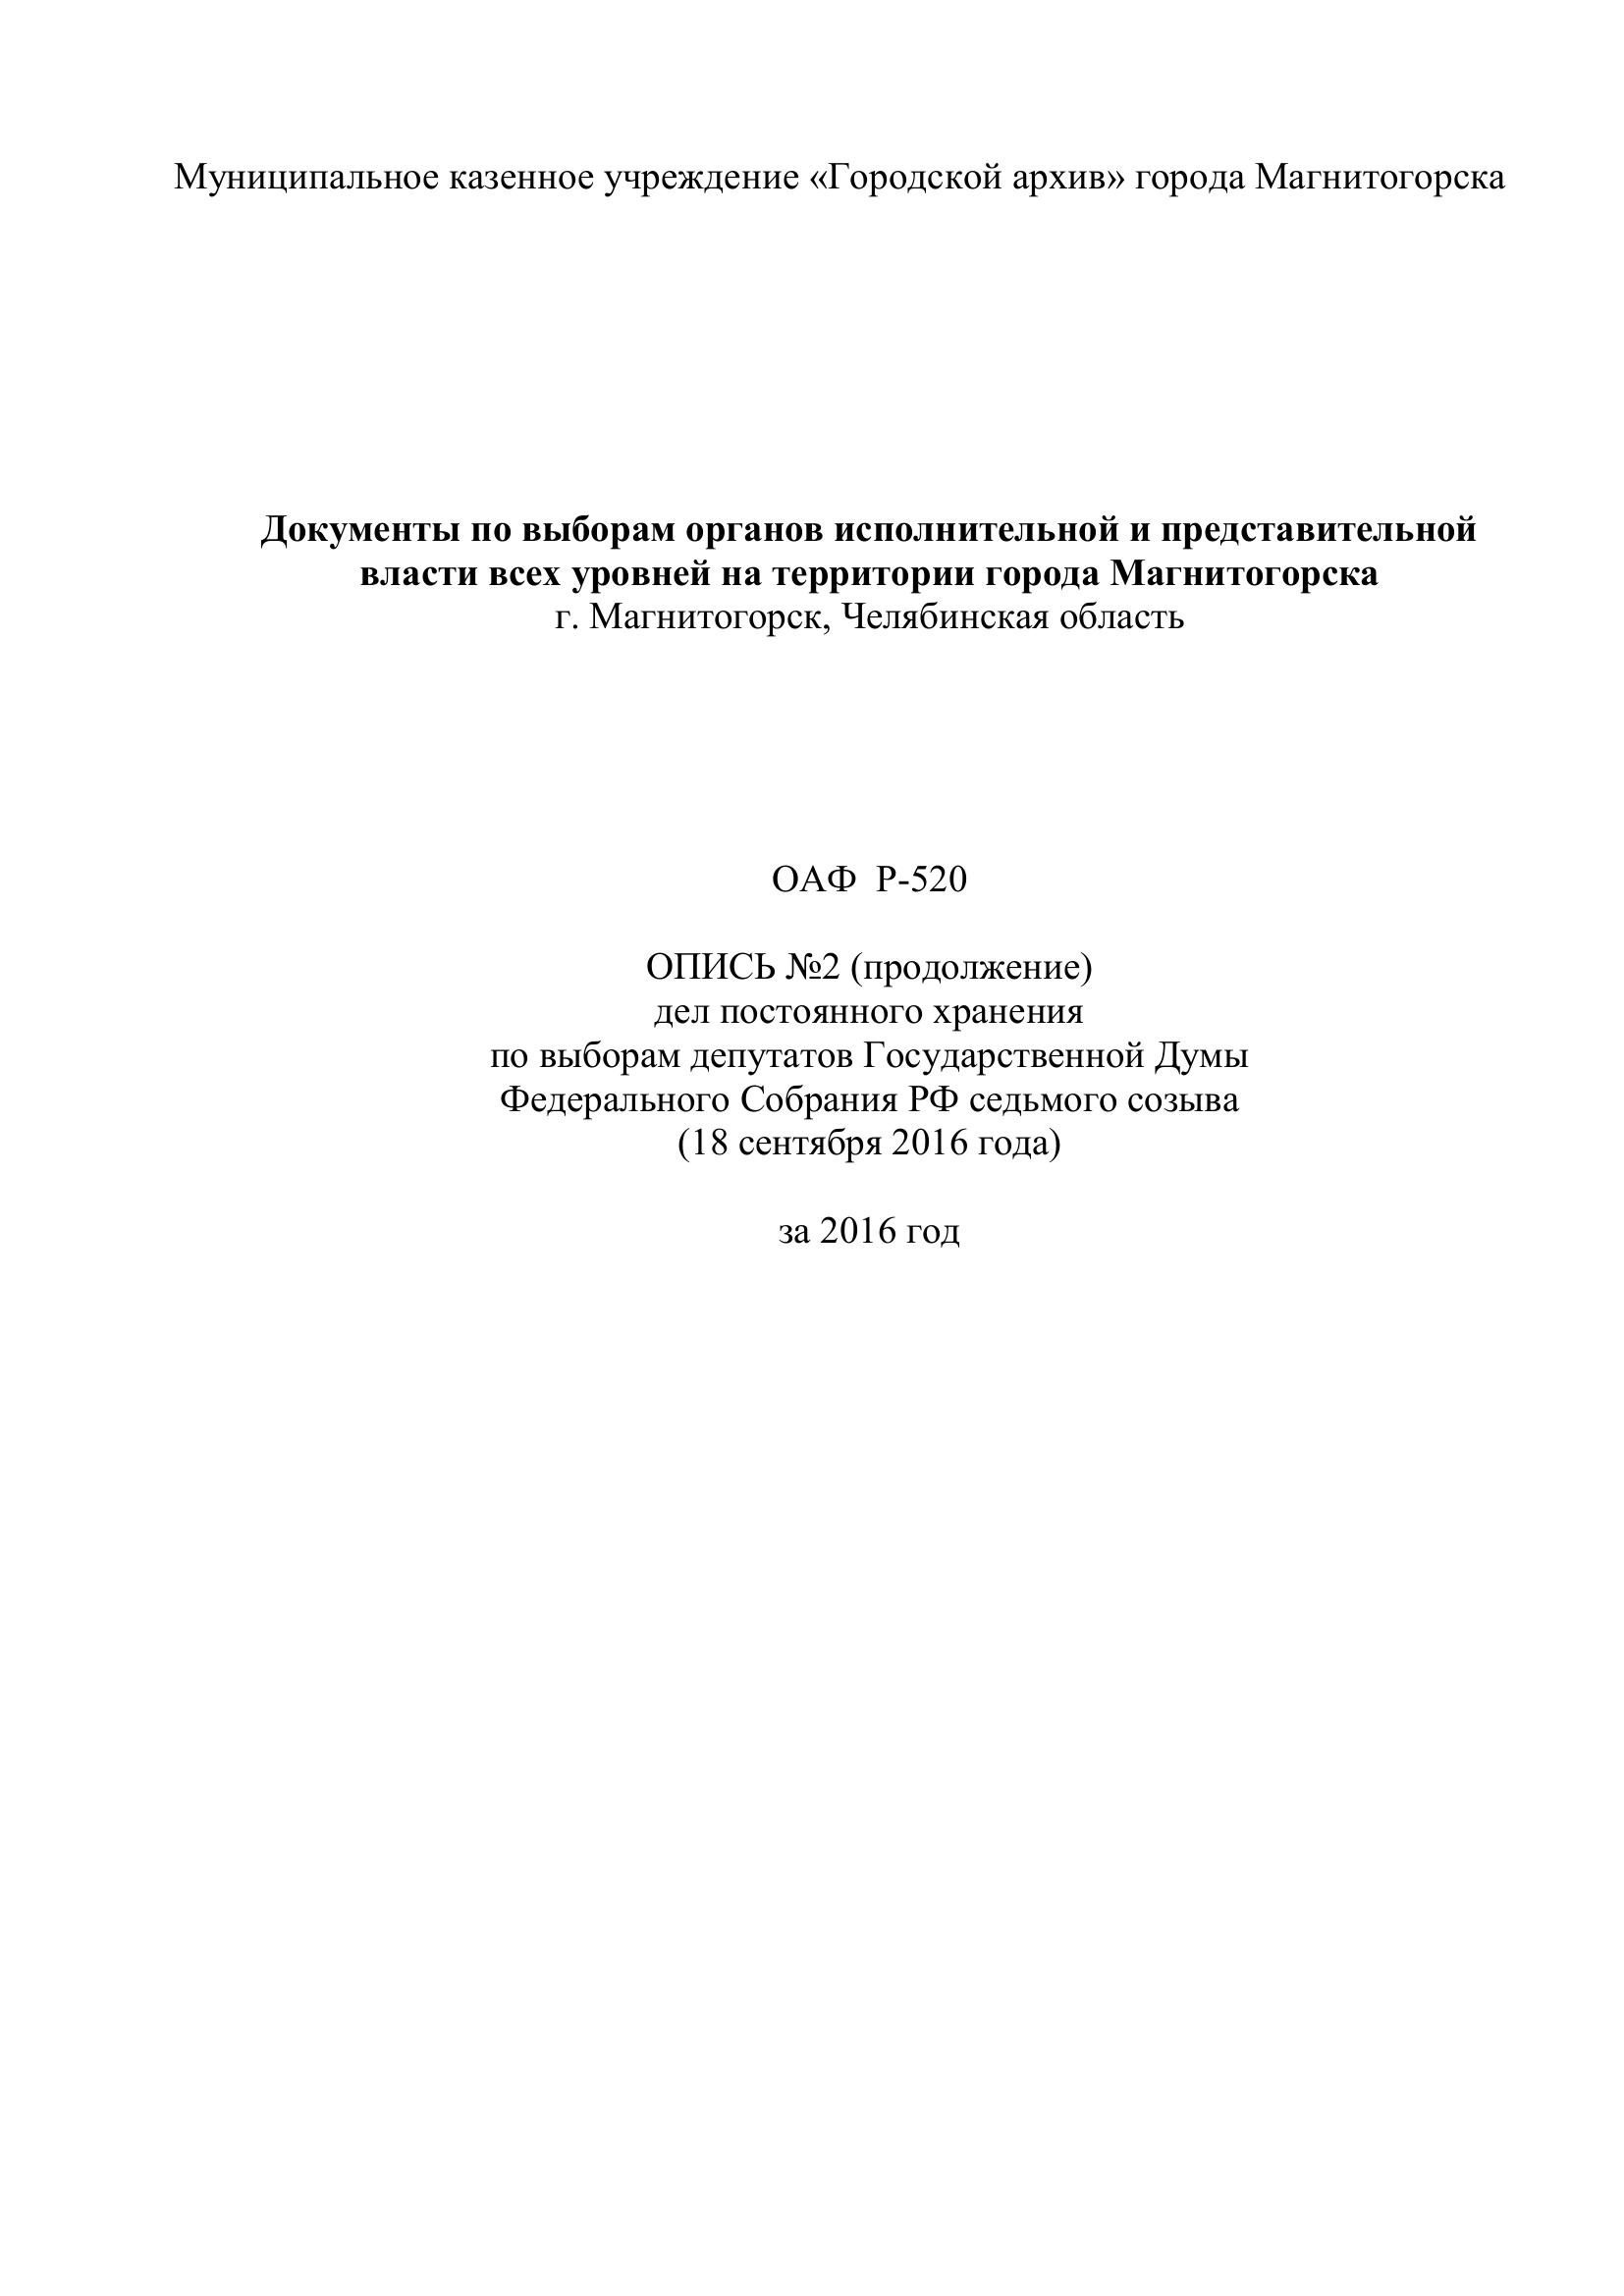 Муниципальное казенное учреждение «Городской архив» города Магнитогорска
Документы по выборам органов исполнительной и представительной
власти всех уровней на территории города Магнитогорска
г. Магнитогорск, Челябинская область
ОАФ Р-520
ОПИСЬ №2 (продолжение)
дел постоянного хранения
по выборам депутатов Государственной Думы
Федерального Собрания РФ седьмого созыва
(18 сентября 2016 года)
за 2016 год